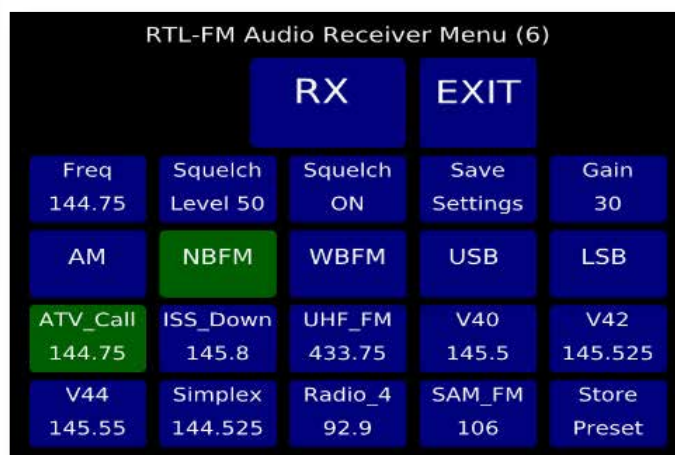 RTL-FM Audio Receiver Menu (6)
RX EXIT
Freq Squelch Squelch Save Gain
144.75 Level 50 ON Settings 30
AM NBFM WBFM USB LSB
ATV_Call ISS_Down UHF_FM V40 V42
144.75 145.8 433.75 145.5 145.525
V44 Simplex Radio_4 SAM_FM Store
145.55 144.525 92.9 106 Preset